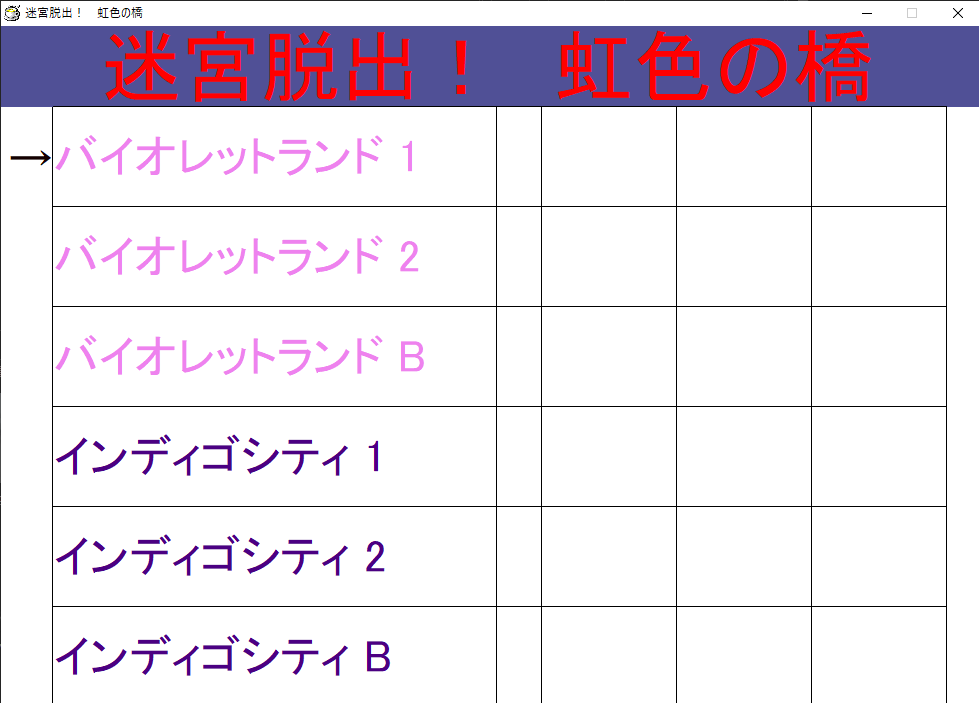 迷宮脱出！　虹色の橋
迷宮脱出！　虹色の橋
→バイオレットランド 1
バイオレットランド 2
バイオレットランド B
インディゴシティ 1
インディゴシティ 2
インディゴシティ B